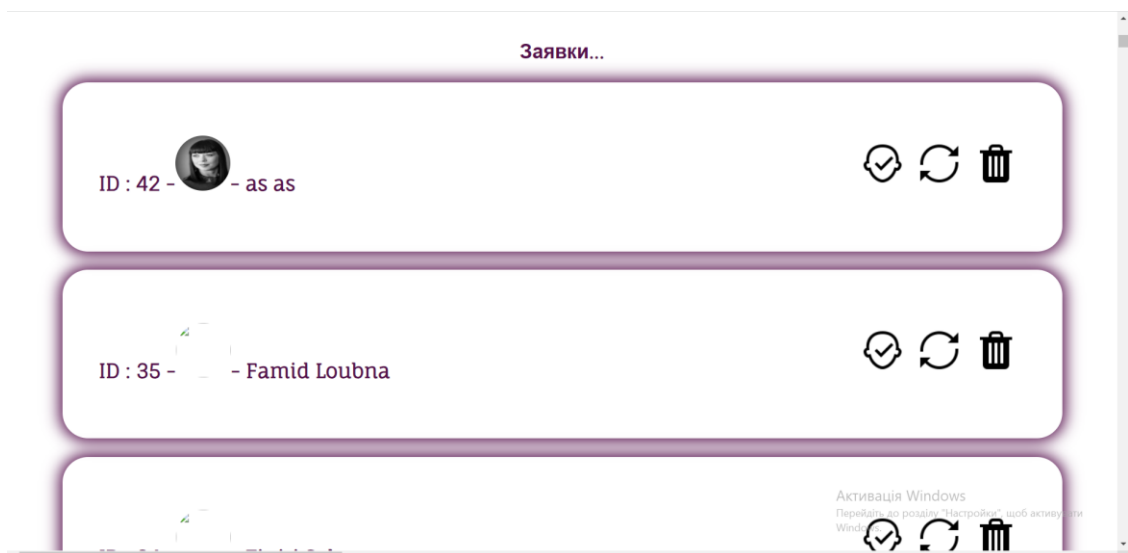 Заявки...
ID : 42 - - as as
ID : 35 - - Famid Loubna
Активація Windows
Перейдіть до розділу "Настройки", щоб активувати
Windows.